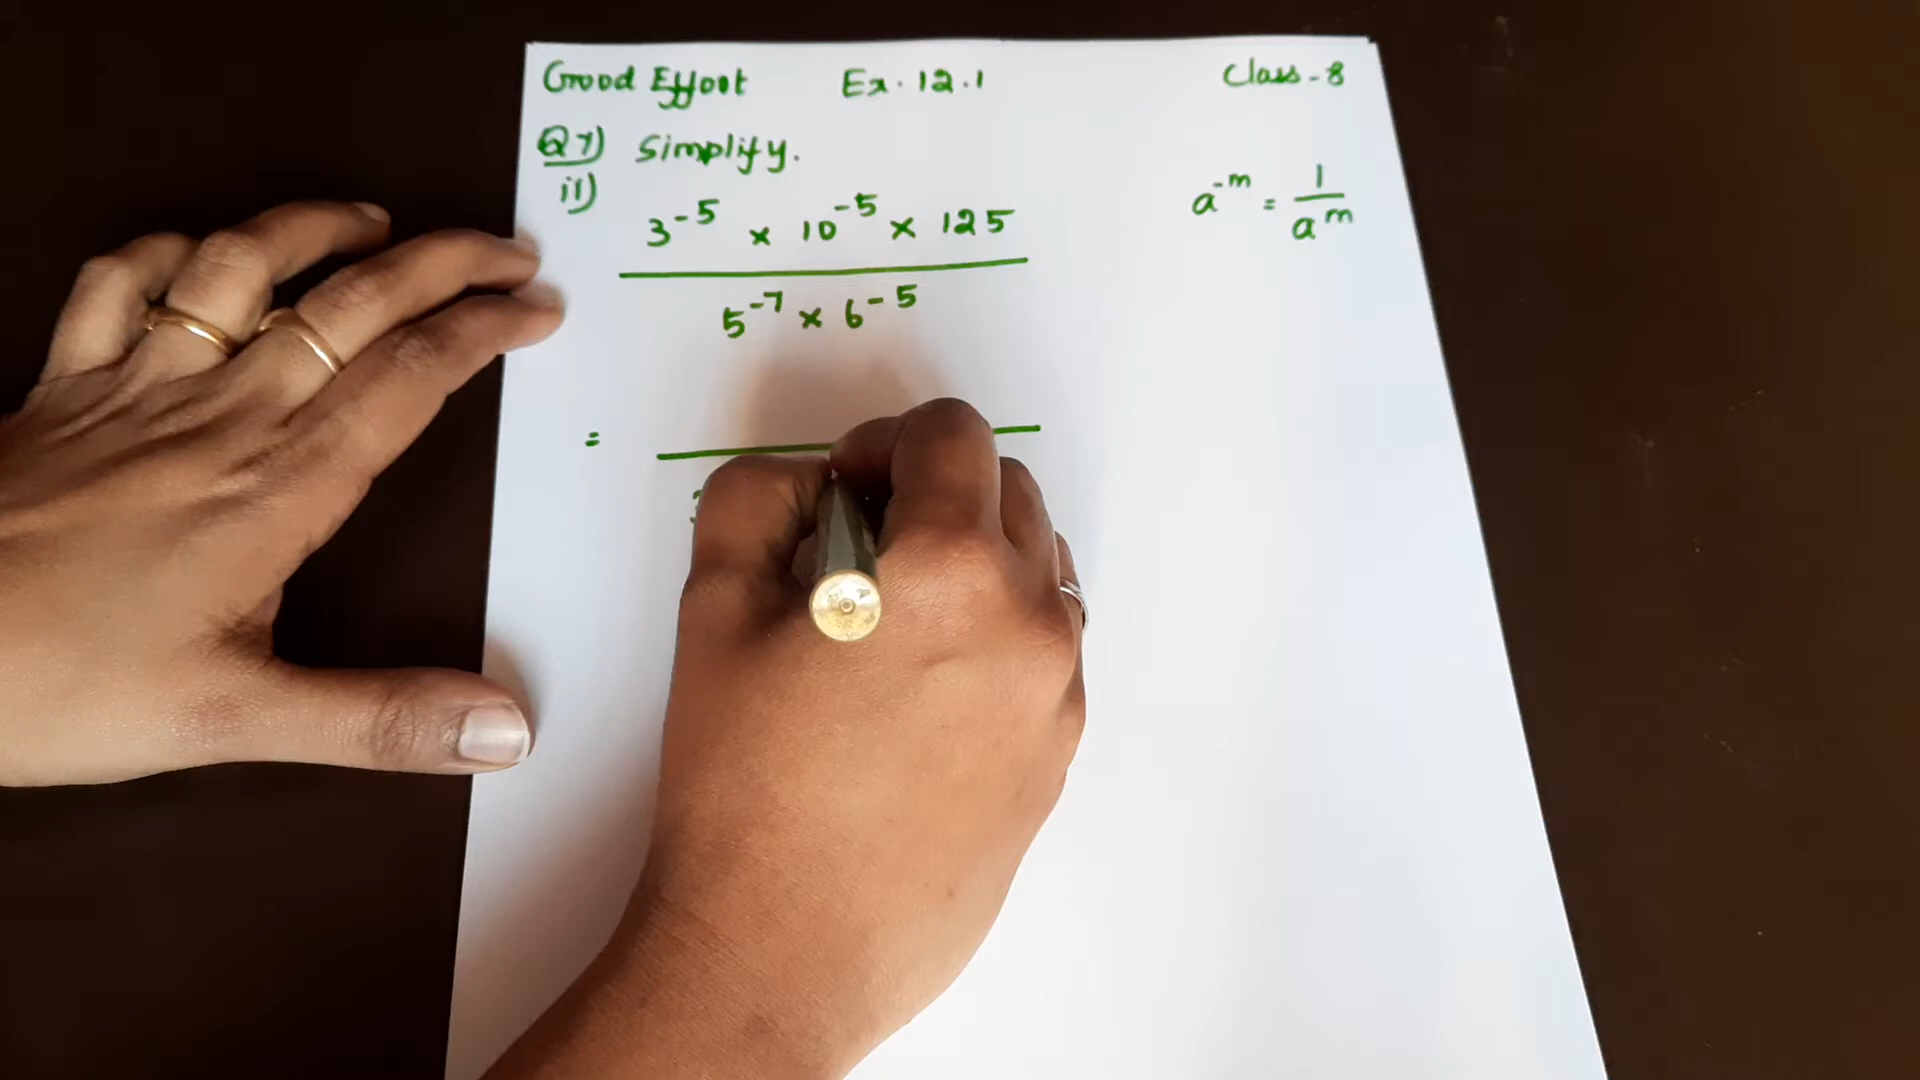 Good Effort Ex. 12.1 Class-8
Q7) Simplify.
ii)
3⁻⁵ × 10⁻⁵ × 125
5⁻⁷ × 6⁻⁵
a⁻ᵐ = 1/aᵐ
=